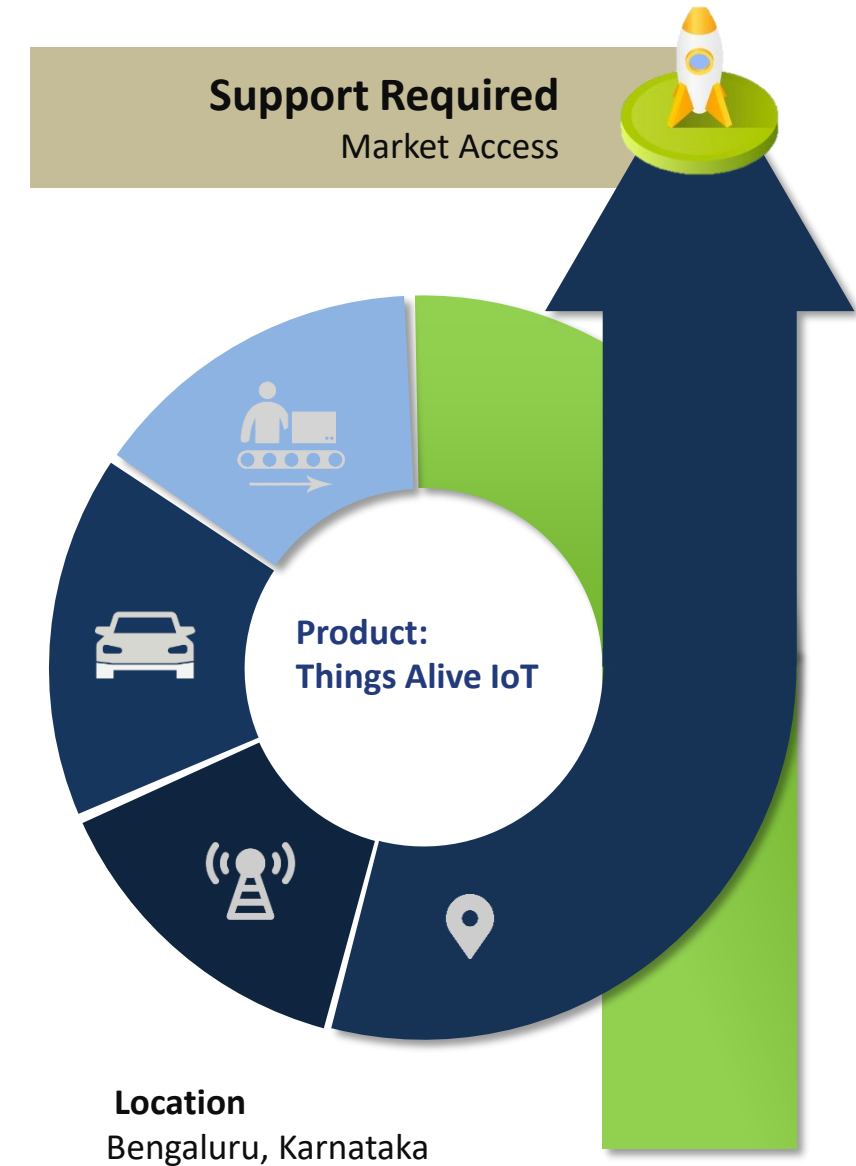 Support Required
Market Access
Product:
Things Alive IoT
Location
Bengaluru, Karnataka